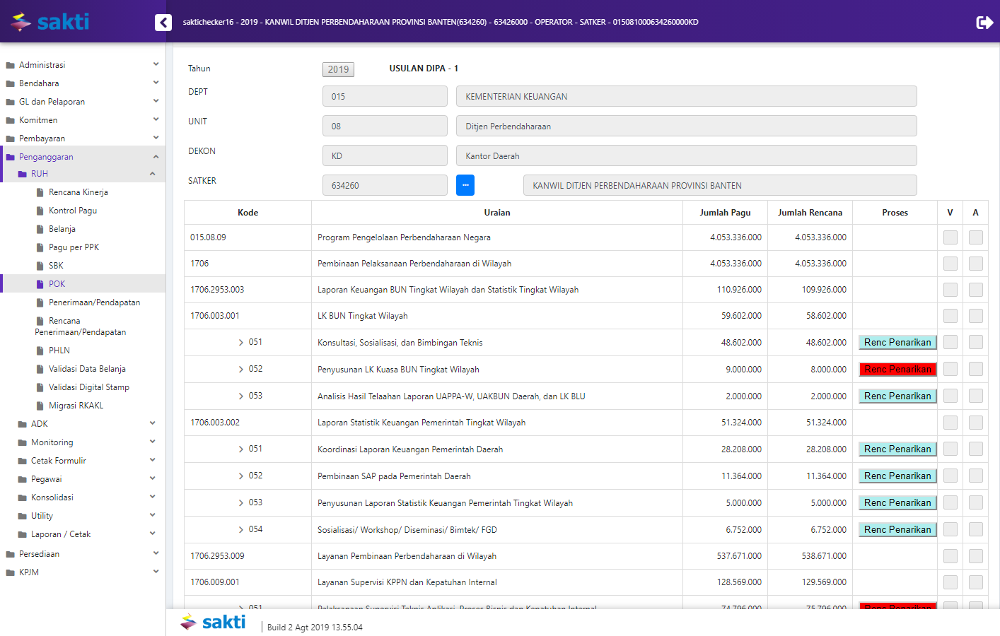 sakti
saktichecker16 - 2019 - KANWIL DITJEN PERBENDAHARAAN PROVINSI BANTEN(634260) - 63426000 - OPERATOR - SATKER - 015081000634260000KD
Administrasi
Bendahara
GL dan Pelaporan
Komitmen
Pembayaran
Penganggaran
RUH
Rencana Kinerja
Kontrol Pagu
Belanja
Pagu per PPK
SBK
POK
Penerimaan/Pendapatan
Rencana
Penerimaan/Pendapatan
PHLN
Validasi Data Belanja
Validasi Digital Stamp
Migrasi RKAKL
ADK
Monitoring
Cetak Formulir
Pegawai
Konsolidasi
Utility
Laporan / Cetak
Persediaan
KPJM
Tahun 2019 USULAN DIPA - 1
DEPT 015 KEMENTERIAN KEUANGAN
UNIT 08 Ditjen Perbendaharaan
DEKON KD Kantor Daerah
SATKER 634260 ... KANWIL DITJEN PERBENDAHARAAN PROVINSI BANTEN
Kode Uraian Jumlah Pagu Jumlah Rencana Proses V A
015.08.09 Program Pengelolaan Perbendaharaan Negara 4.053.336.000 4.053.336.000
1706 Pembinaan Pelaksanaan Perbendaharaan di Wilayah 4.053.336.000 4.053.336.000
1706.2953.003 Laporan Keuangan BUN Tingkat Wilayah dan Statistik Tingkat Wilayah 110.926.000 109.926.000
1706.003.001 LK BUN Tingkat Wilayah 59.602.000 58.602.000
051 Konsultasi, Sosialisasi, dan Bimbingan Teknis 48.602.000 48.602.000 Renc Penarikan
052 Penyusunan LK Kuasa BUN Tingkat Wilayah 9.000.000 8.000.000 Renc Penarikan
053 Analisis Hasil Telaahan Laporan UAPPA-W, UAKBUN Daerah, dan LK BLU 2.000.000 2.000.000 Renc Penarikan
1706.003.002 Laporan Statistik Keuangan Pemerintah Tingkat Wilayah 51.324.000 51.324.000
051 Koordinasi Laporan Keuangan Pemerintah Daerah 28.208.000 28.208.000 Renc Penarikan
052 Pembinaan SAP pada Pemerintah Daerah 11.364.000 11.364.000 Renc Penarikan
053 Penyusunan Laporan Statistik Keuangan Pemerintah Tingkat Wilayah 5.000.000 5.000.000 Renc Penarikan
054 Sosialisasi/ Workshop/ Diseminasi/ Bimtek/ FGD 6.752.000 6.752.000 Renc Penarikan
1706.2953.009 Layanan Pembinaan Perbendaharaan di Wilayah 537.671.000 538.671.000
1706.009.001 Layanan Supervisi KPPN dan Kepatuhan Internal 128.569.000 129.569.000
051 Pelaksanaan Supervisi Teknis Aplikasi, Proses Bisnis dan Kepatuhan Internal 74.796.000 75.796.000 Renc Penarikan
sakti | Build 2 Agt 2019 13.55.04